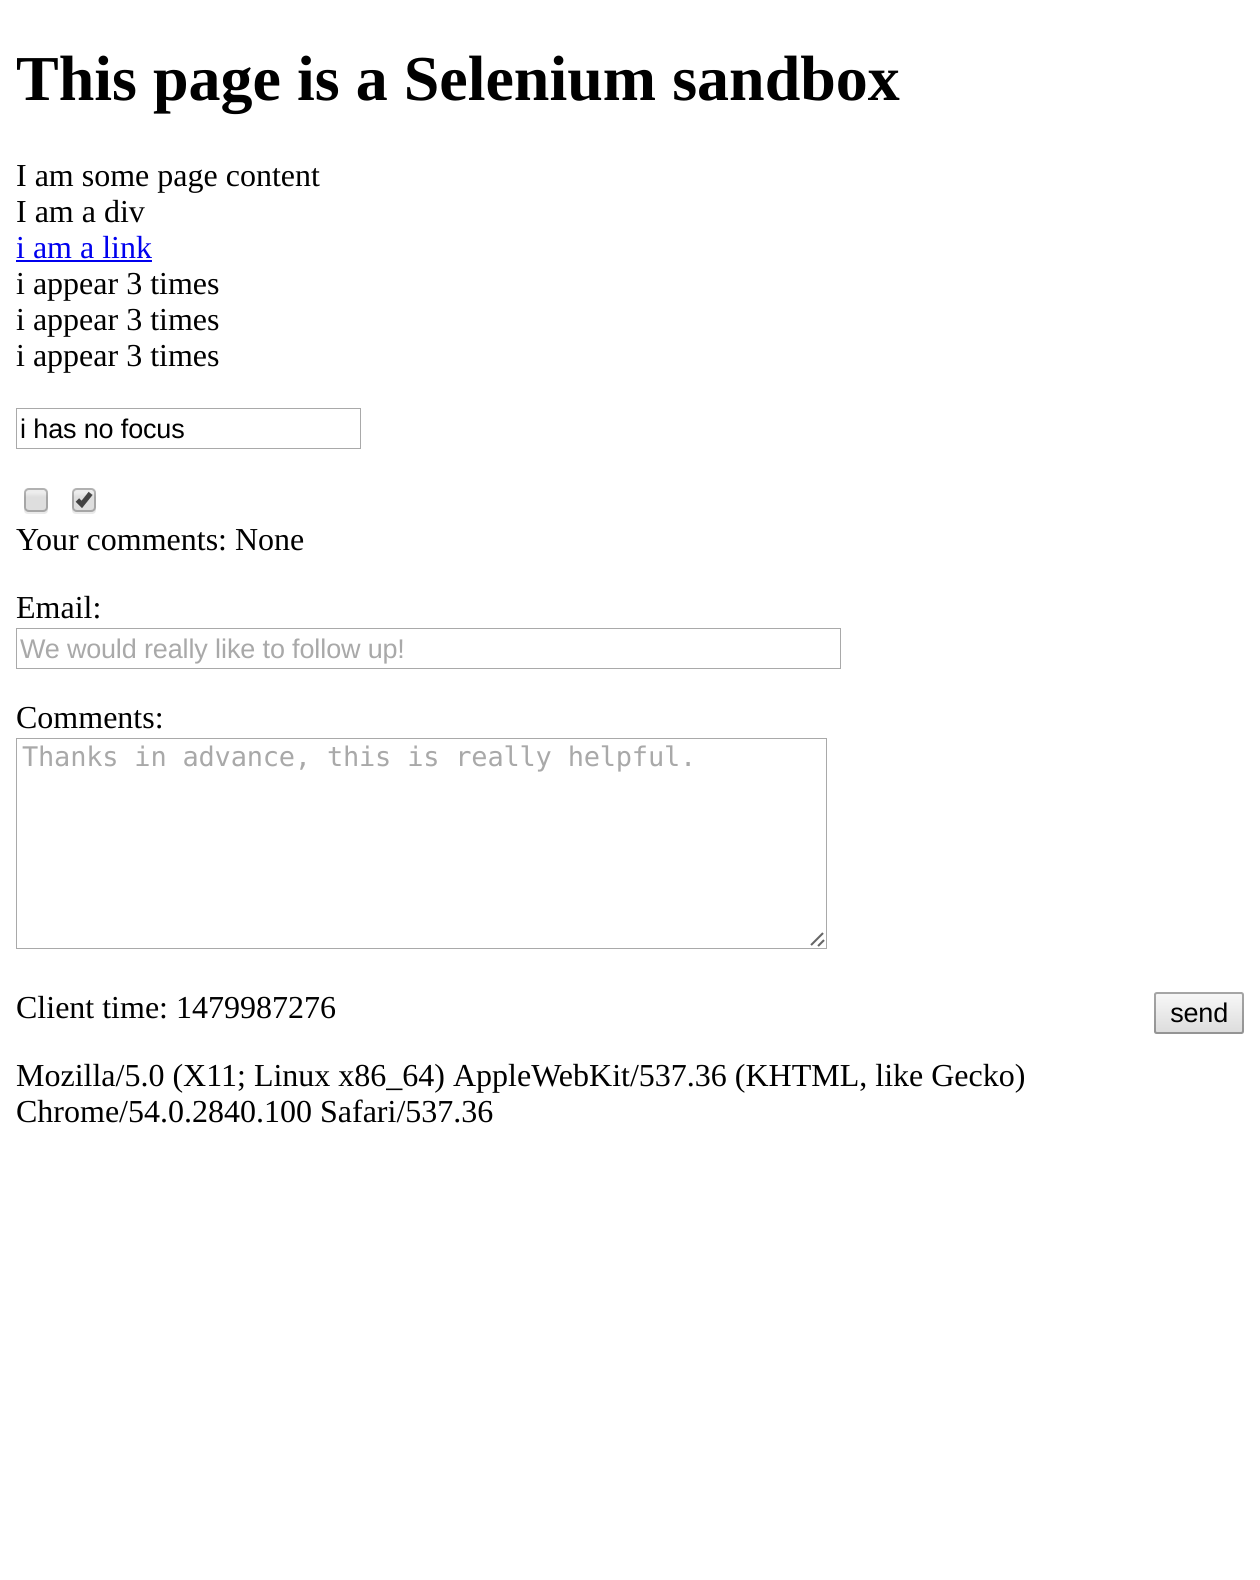 This page is a Selenium sandbox
I am some page content
I am a div
i am a link
i appear 3 times
i appear 3 times
i appear 3 times
i has no focus
Your comments: None
Email:
We would really like to follow up!
Comments:
Thanks in advance, this is really helpful.
Client time: 1479987276
send
Mozilla/5.0 (X11; Linux x86_64) AppleWebKit/537.36 (KHTML, like Gecko)
Chrome/54.0.2840.100 Safari/537.36